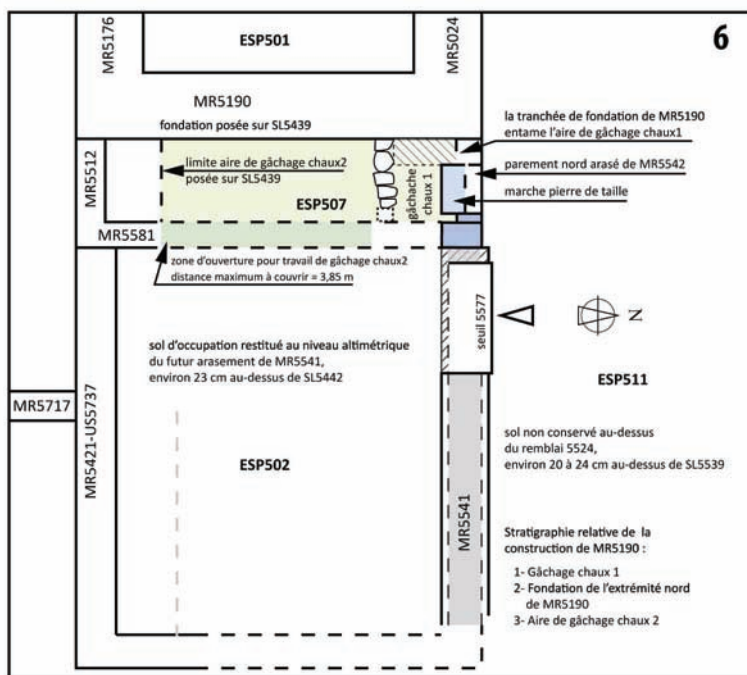 6
MR5176
ESP501
MR5024
MR5190
fondation posée sur SL5439
la tranchée de fondation de MR5190
entame l'aire de gâchage chaux1
MR5512
limite aire de gâchage chaux2
posée sur SL5439
ESP507
gâchache
chaux 1
parement nord arasé de MR5542
marche pierre de taille
MR5581
zone d'ouverture pour travail de gâchage chaux2
distance maximum à couvrir = 3,85 m
seuil 5577
N
sol d'occupation restitué au niveau altimétrique
du futur arasement de MR5541,
environ 23 cm au-dessus de SL5442
ESP511
MR5717
MR5421-US5737
ESP502
MR5541
sol non conservé au-dessus
du remblai 5524,
environ 20 à 24 cm au-dessus de SL5539
Stratigraphie relative de la
construction de MR5190 :
1- Gâchage chaux 1
2- Fondation de l'extrémité nord
de MR5190
3- Aire de gâchage chaux 2